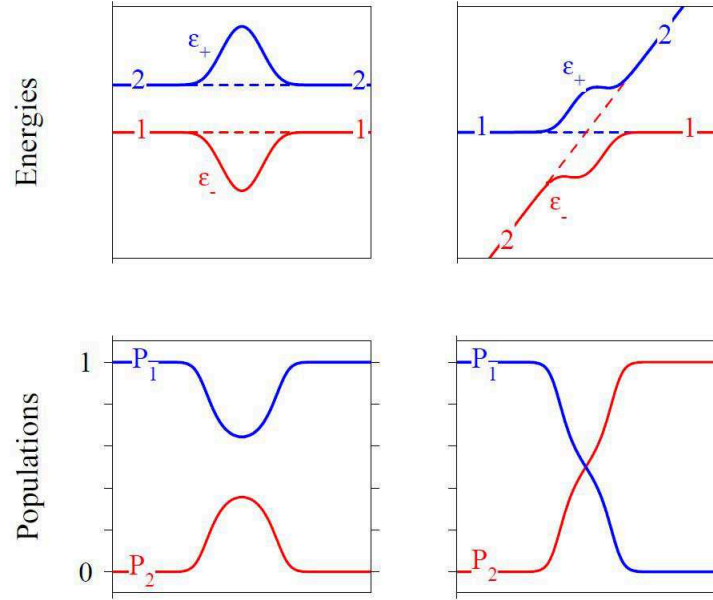 Energies
ε+
2
2
1
1
ε-
ε+
2
1
1
2
ε-
Populations
1
0
P1
P2
P1
P2